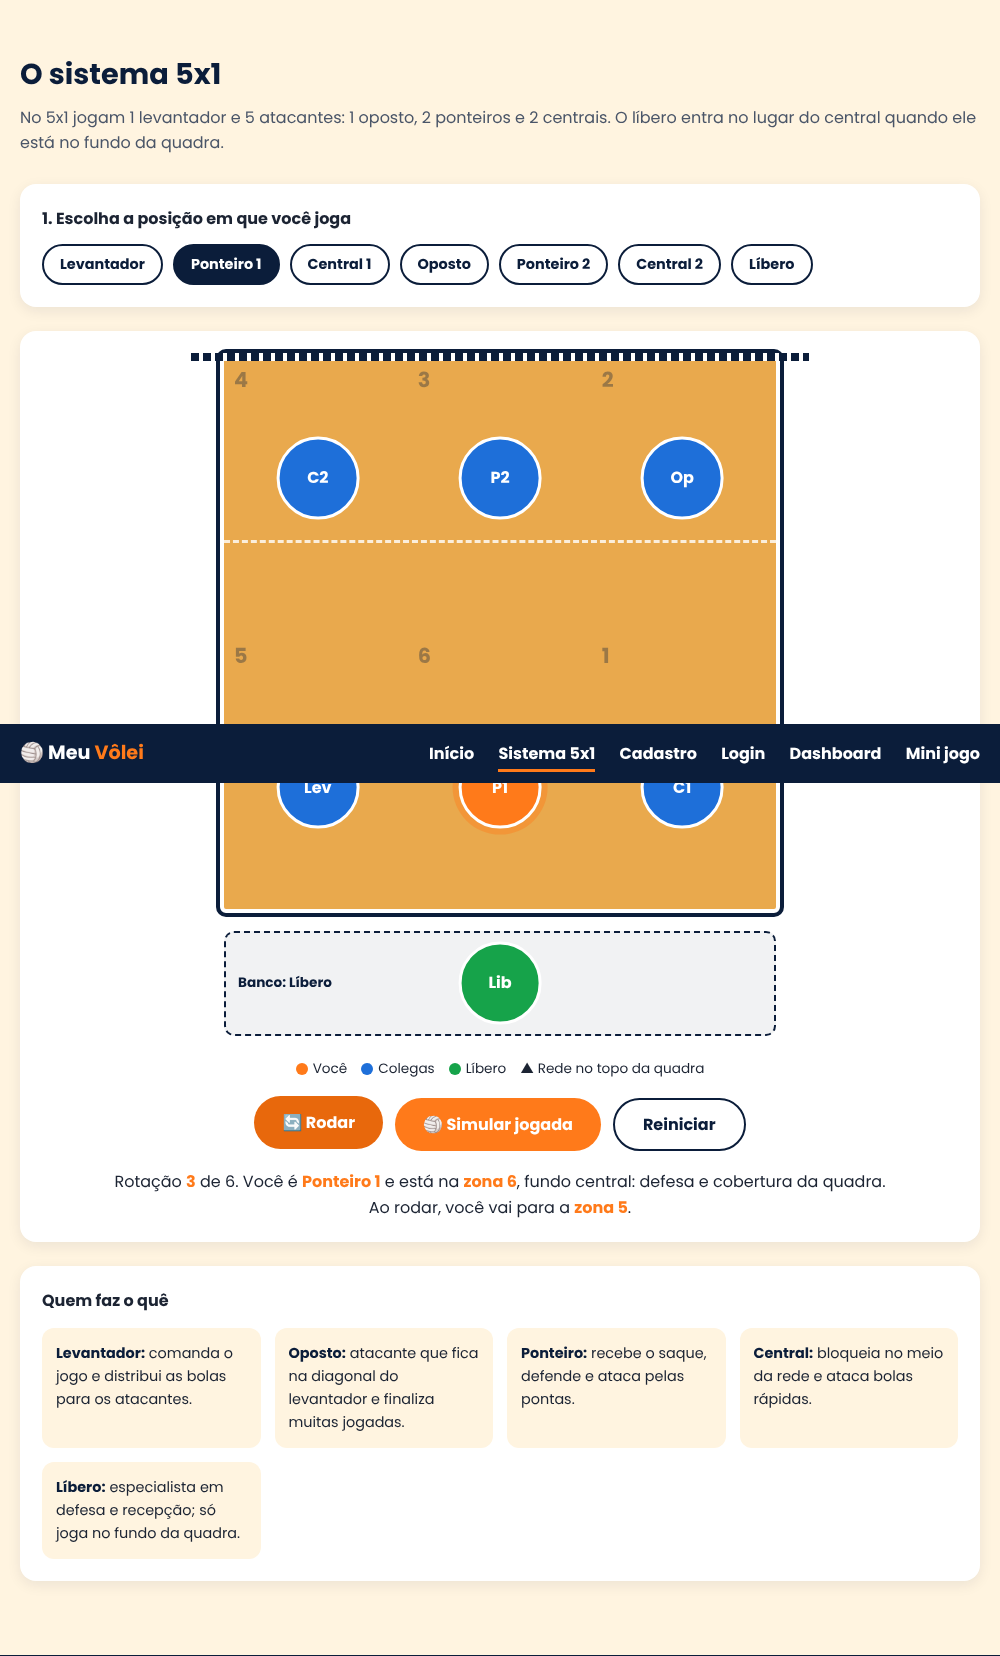 O sistema 5x1
No 5x1 jogam 1 levantador e 5 atacantes: 1 oposto, 2 ponteiros e 2 centrais. O líbero entra no lugar do central quando ele
está no fundo da quadra.
1. Escolha a posição em que você joga
Levantador Ponteiro 1 Central 1 Oposto Ponteiro 2 Central 2 Líbero
4 3 2
C2 P2 Op
5 6 1
Meu Vôlei Início Sistema 5x1 Cadastro Login Dashboard Mini jogo
Lev P1 C1
Banco: Líbero Lib
Você Colegas Líbero ▲ Rede no topo da quadra
🔄 Rodar 🏐 Simular jogada Reiniciar
Rotação 3 de 6. Você é Ponteiro 1 e está na zona 6, fundo central: defesa e cobertura da quadra.
Ao rodar, você vai para a zona 5.
Quem faz o quê
Levantador: comanda o
jogo e distribui as bolas
para os atacantes.
Oposto: atacante que fica
na diagonal do
levantador e finaliza
muitas jogadas.
Ponteiro: recebe o saque,
defende e ataca pelas
pontas.
Central: bloqueia no meio
da rede e ataca bolas
rápidas.
Líbero: especialista em
defesa e recepção; só
joga no fundo da quadra.